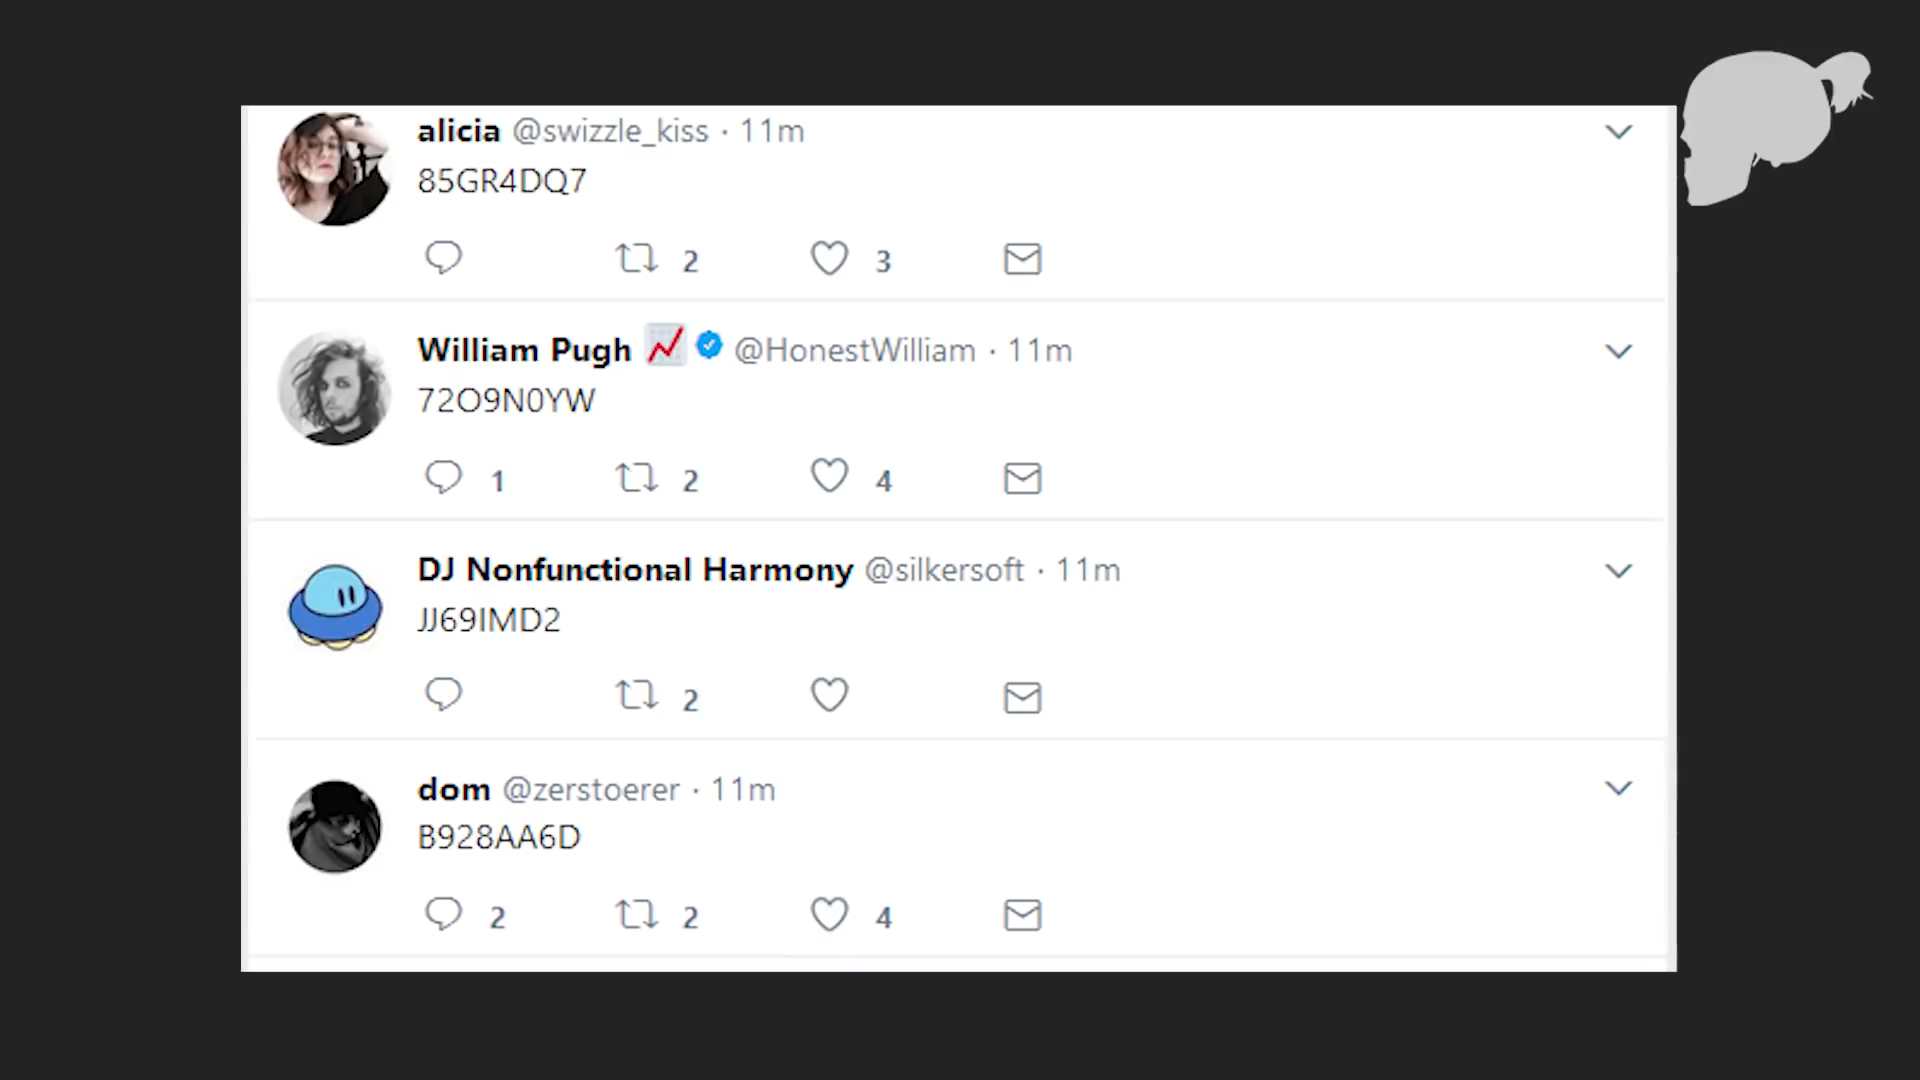 alicia @swizzle_kiss · 11m
85GR4DQ7
2 3
William Pugh @HonestWilliam · 11m
72O9N0YW
1 2 4
DJ Nonfunctional Harmony @silkersoft · 11m
JJ69IMD2
2
dom @zerstoerer · 11m
B928AA6D
2 2 4